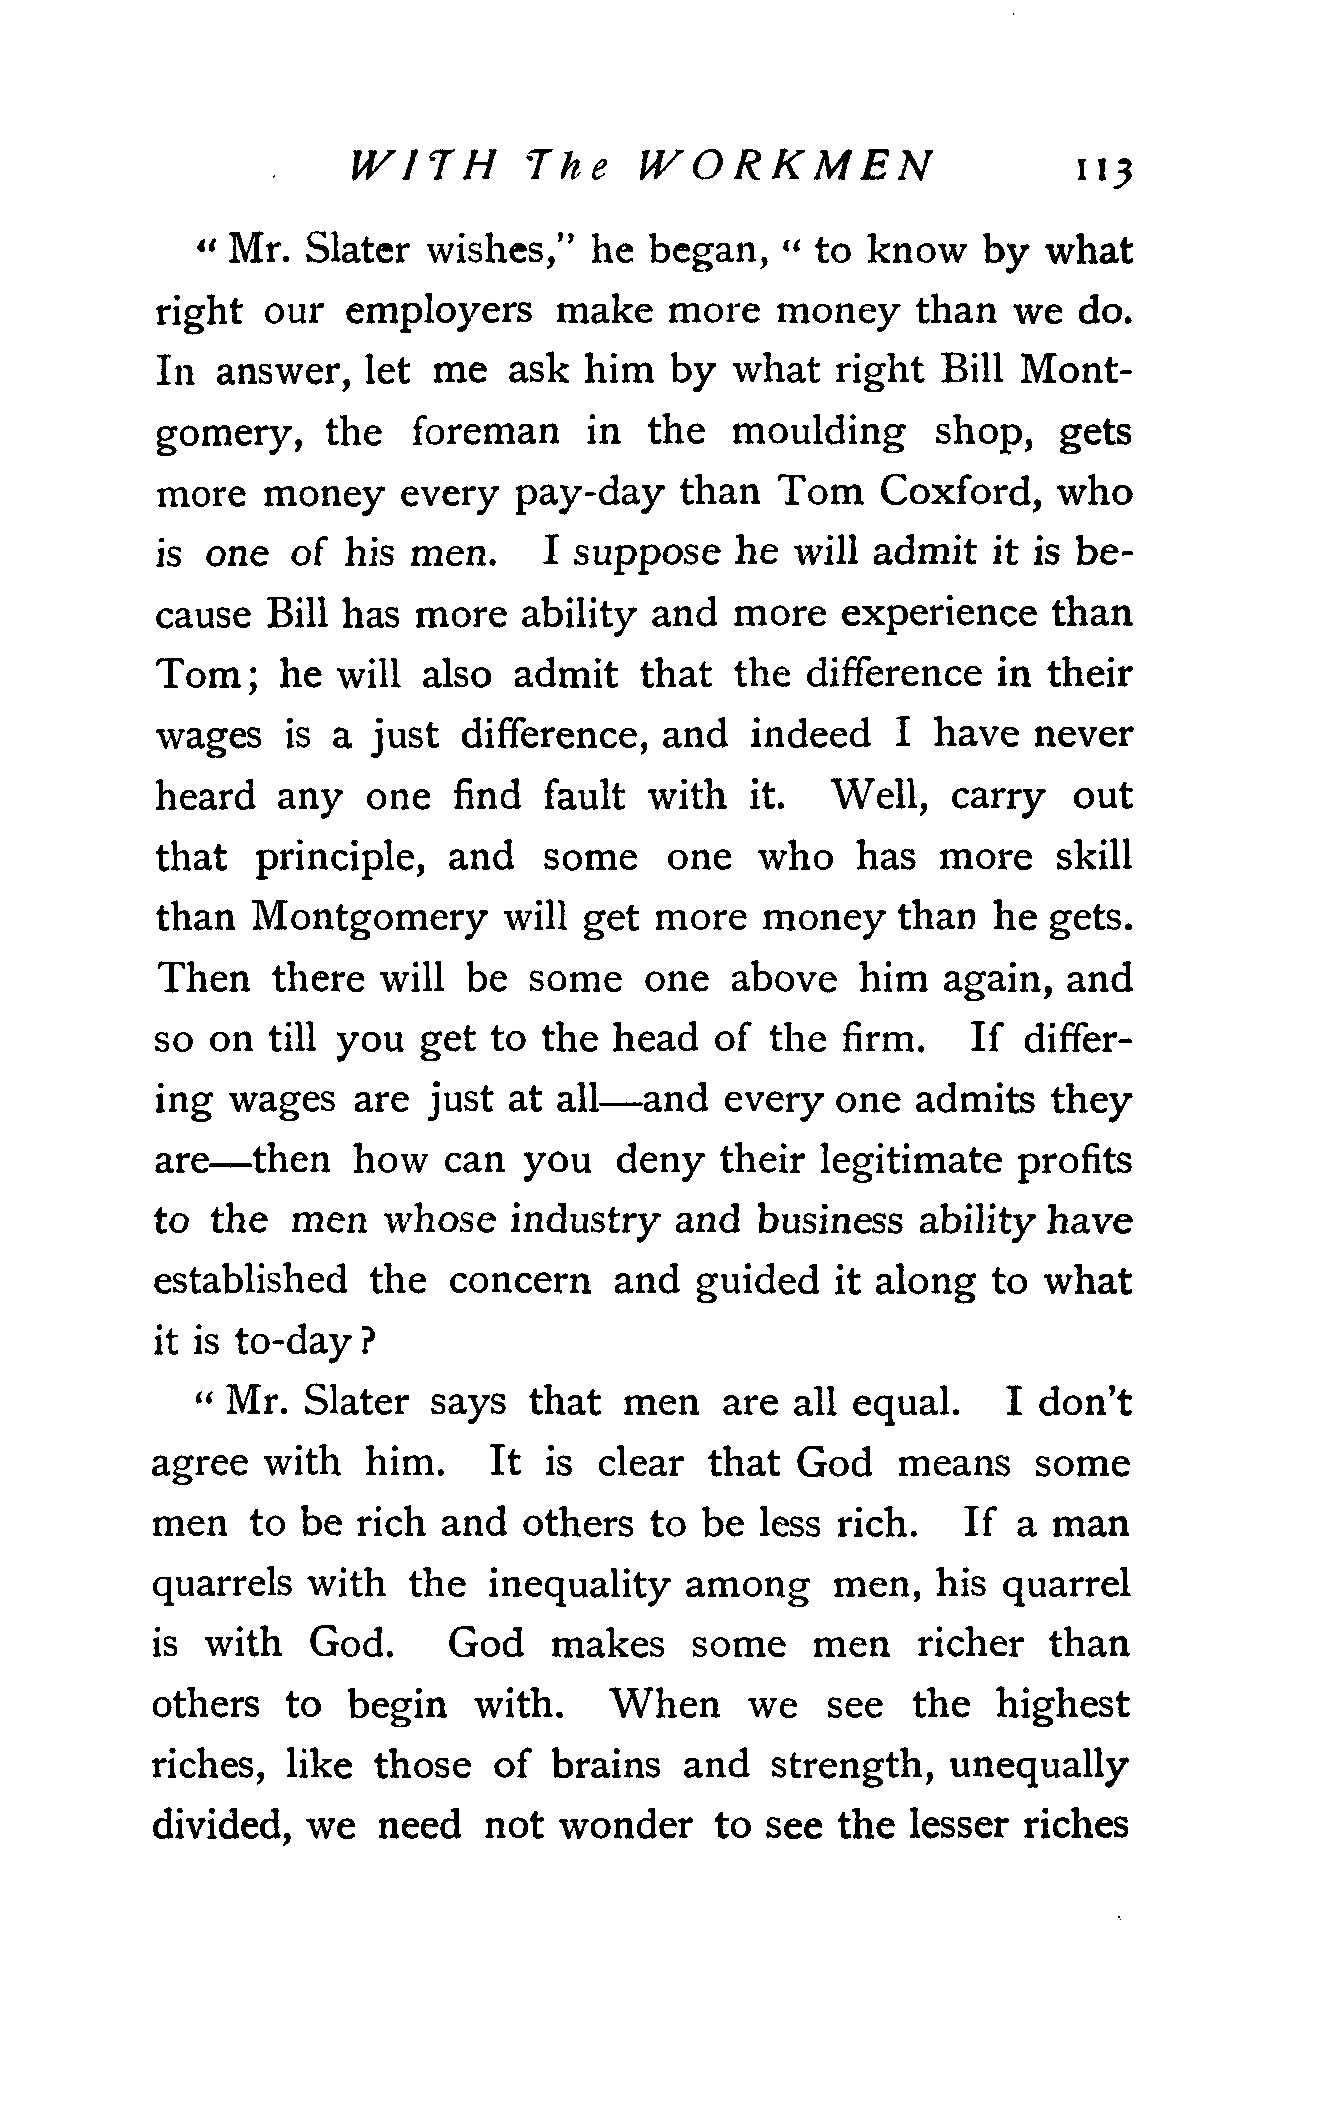 WITH The WORKMEN 113
" Mr. Slater wishes," he began, " to know by what
right our employers make more money than we do.
In answer, let me ask him by what right Bill Mont-
gomery, the foreman in the moulding shop, gets
more money every pay-day than Tom Coxford, who
is one of his men. I suppose he will admit it is be-
cause Bill has more ability and more experience than
Tom; he will also admit that the difference in their
wages is a just difference, and indeed I have never
heard any one find fault with it. Well, carry out
that principle, and some one who has more skill
than Montgomery will get more money than he gets.
Then there will be some one above him again, and
so on till you get to the head of the firm. If differ-
ing wages are just at all—and every one admits they
are—then how can you deny their legitimate profits
to the men whose industry and business ability have
established the concern and guided it along to what
it is to-day?
" Mr. Slater says that men are all equal. I don't
agree with him. It is clear that God means some
men to be rich and others to be less rich. If a man
quarrels with the inequality among men, his quarrel
is with God. God makes some men richer than
others to begin with. When we see the highest
riches, like those of brains and strength, unequally
divided, we need not wonder to see the lesser riches